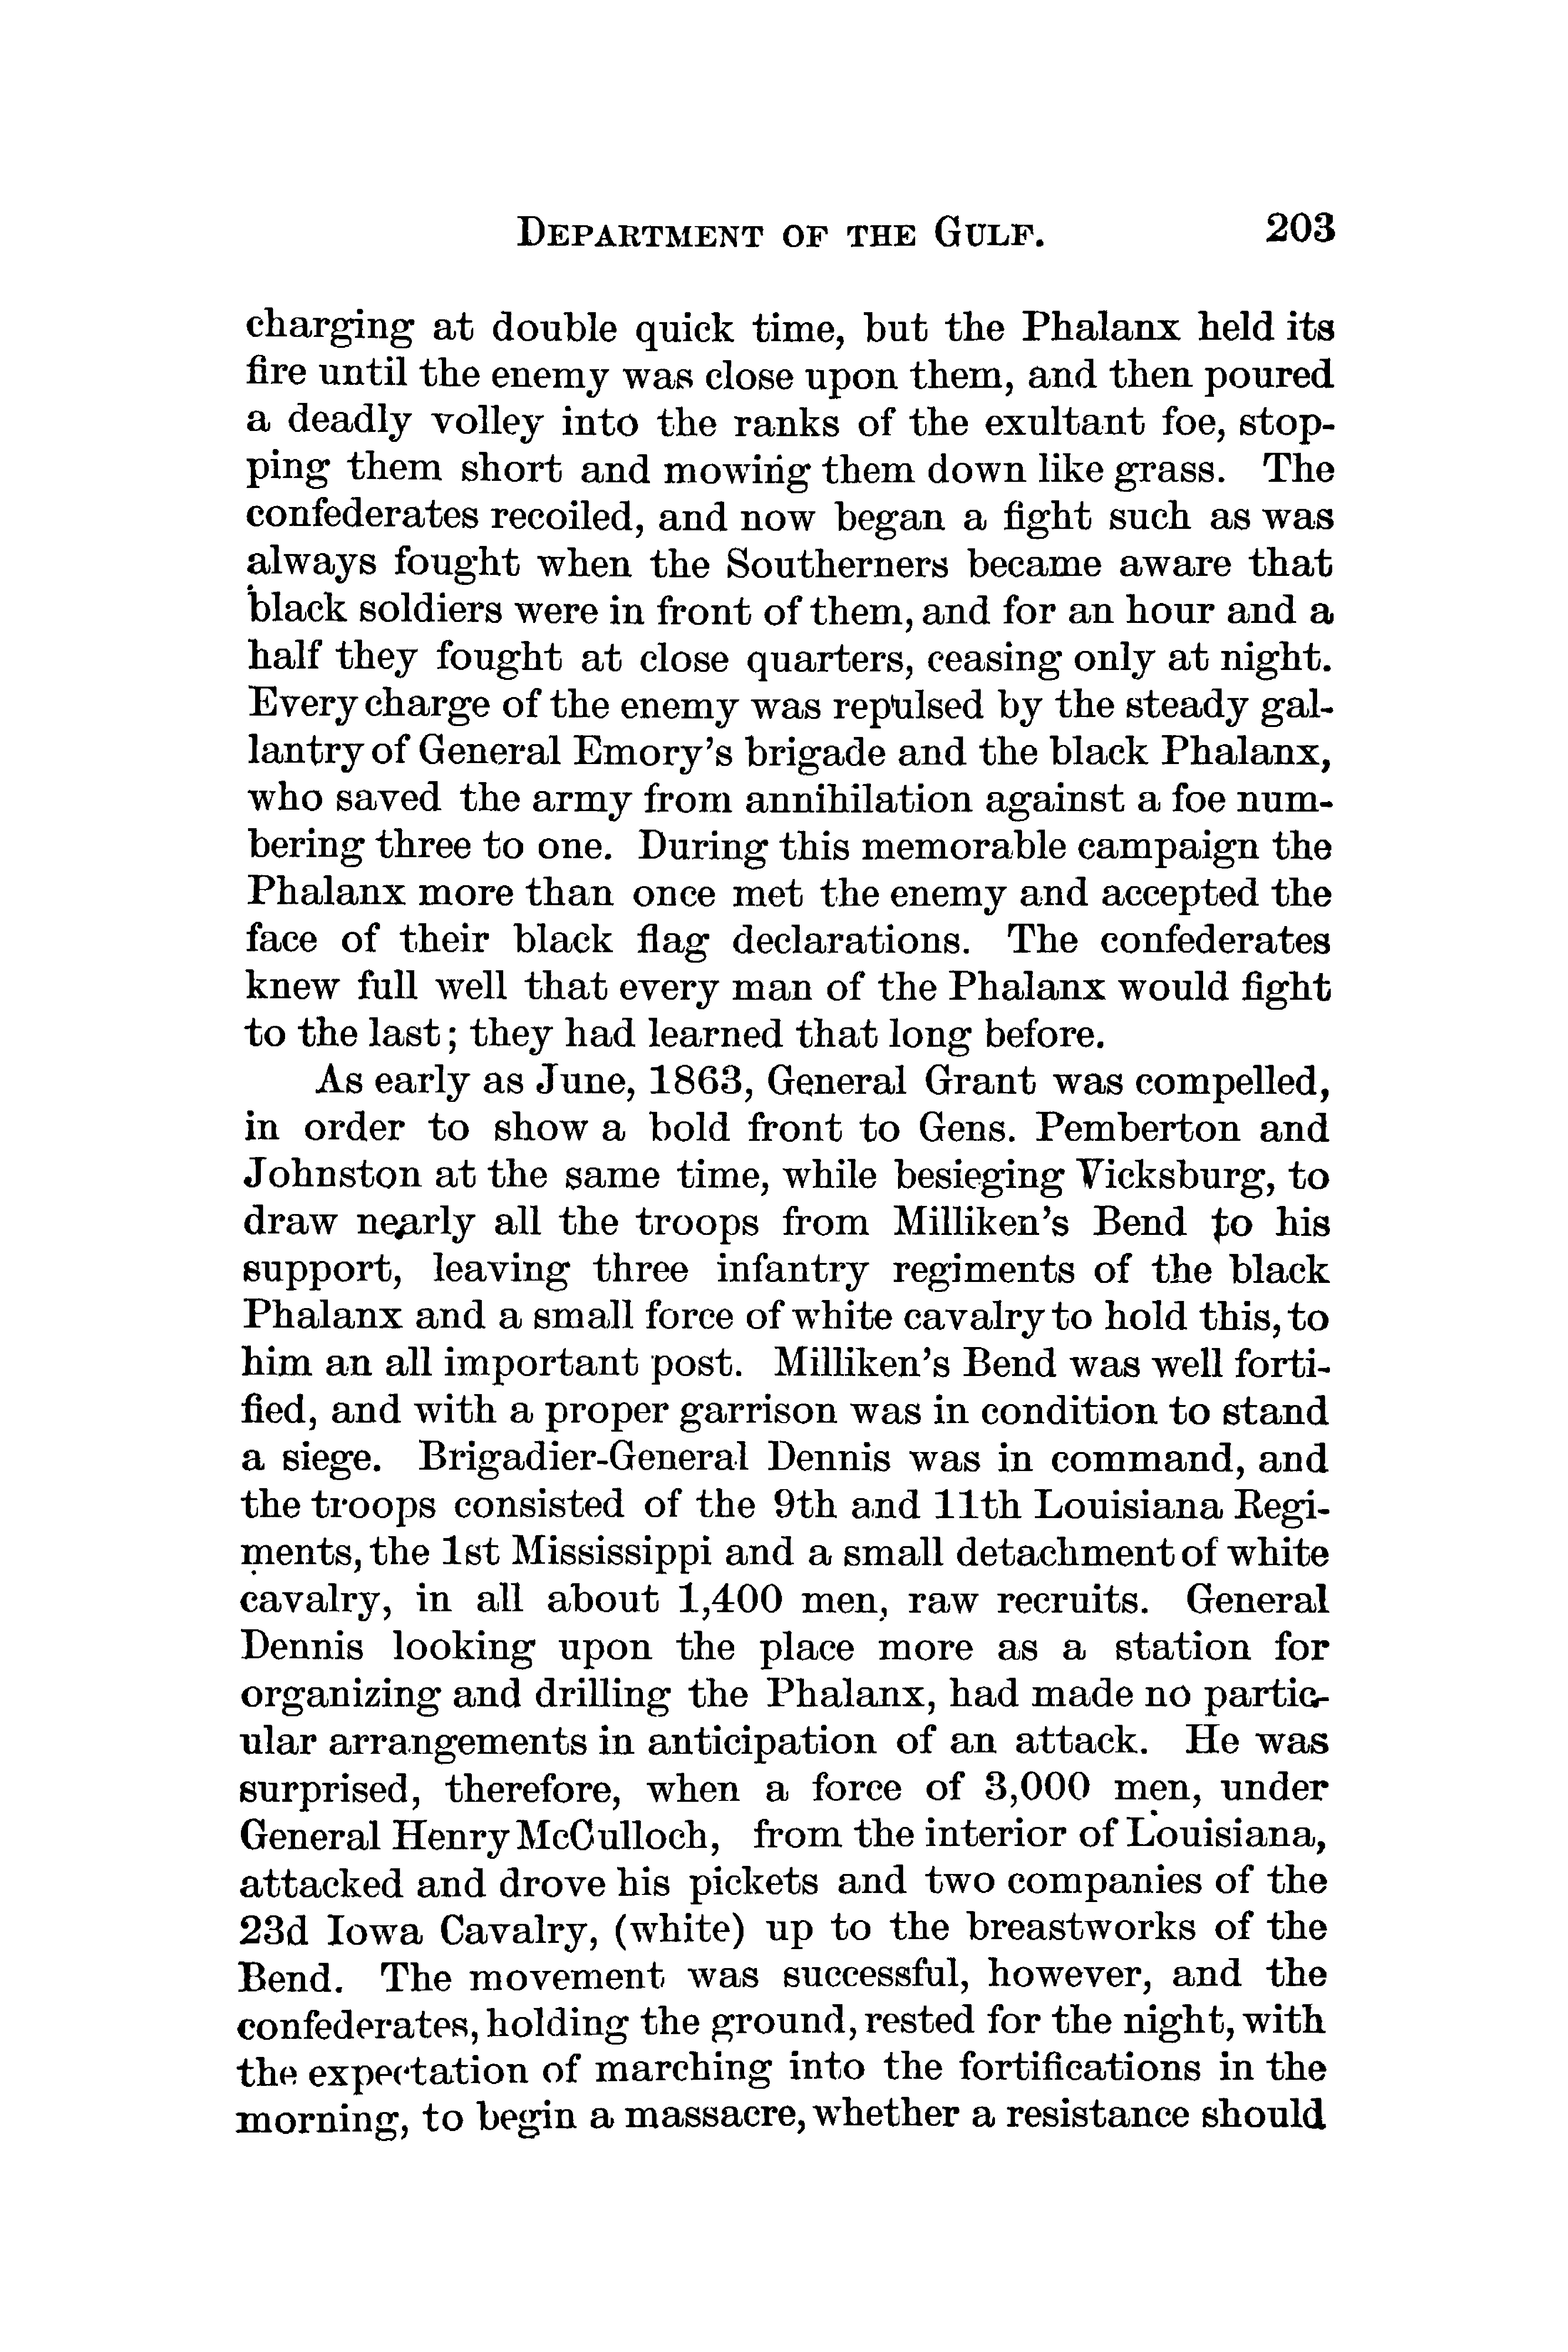 DEPARTMENT OF THE GULF. 203
charging at double quick time, but the Phalanx held its
fire until the enemy was close upon them, and then poured
a deadly volley into the ranks of the exultant foe, stop-
ping them short and mowing them down like grass. The
confederates recoiled, and now began a fight such as was
always fought when the Southerners became aware that
black soldiers were in front of them, and for an hour and a
half they fought at close quarters, ceasing only at night.
Every charge of the enemy was repulsed by the steady gal-
lantry of General Emory's brigade and the black Phalanx,
who saved the army from annihilation against a foe num-
bering three to one. During this memorable campaign the
Phalanx more than once met the enemy and accepted the
face of their black flag declarations. The confederates
knew full well that every man of the Phalanx would fight
to the last; they had learned that long before.
As early as June, 1863, General Grant was compelled,
in order to show a bold front to Gens. Pemberton and
Johnston at the same time, while besieging Vicksburg, to
draw nearly all the troops from Milliken's Bend to his
support, leaving three infantry regiments of the black
Phalanx and a small force of white cavalry to hold this, to
him an all important post. Milliken's Bend was well forti-
fied, and with a proper garrison was in condition to stand
a siege. Brigadier-General Dennis was in command, and
the troops consisted of the 9th and 11th Louisiana Regi-
ments, the 1st Mississippi and a small detachment of white
cavalry, in all about 1,400 men, raw recruits. General
Dennis looking upon the place more as a station for
organizing and drilling the Phalanx, had made no partic-
ular arrangements in anticipation of an attack. He was
surprised, therefore, when a force of 3,000 men, under
General Henry McCulloch, from the interior of Louisiana,
attacked and drove his pickets and two companies of the
23d Iowa Cavalry, (white) up to the breastworks of the
Bend. The movement was successful, however, and the
confederates, holding the ground, rested for the night, with
the expectation of marching into the fortifications in the
morning, to begin a massacre, whether a resistance should